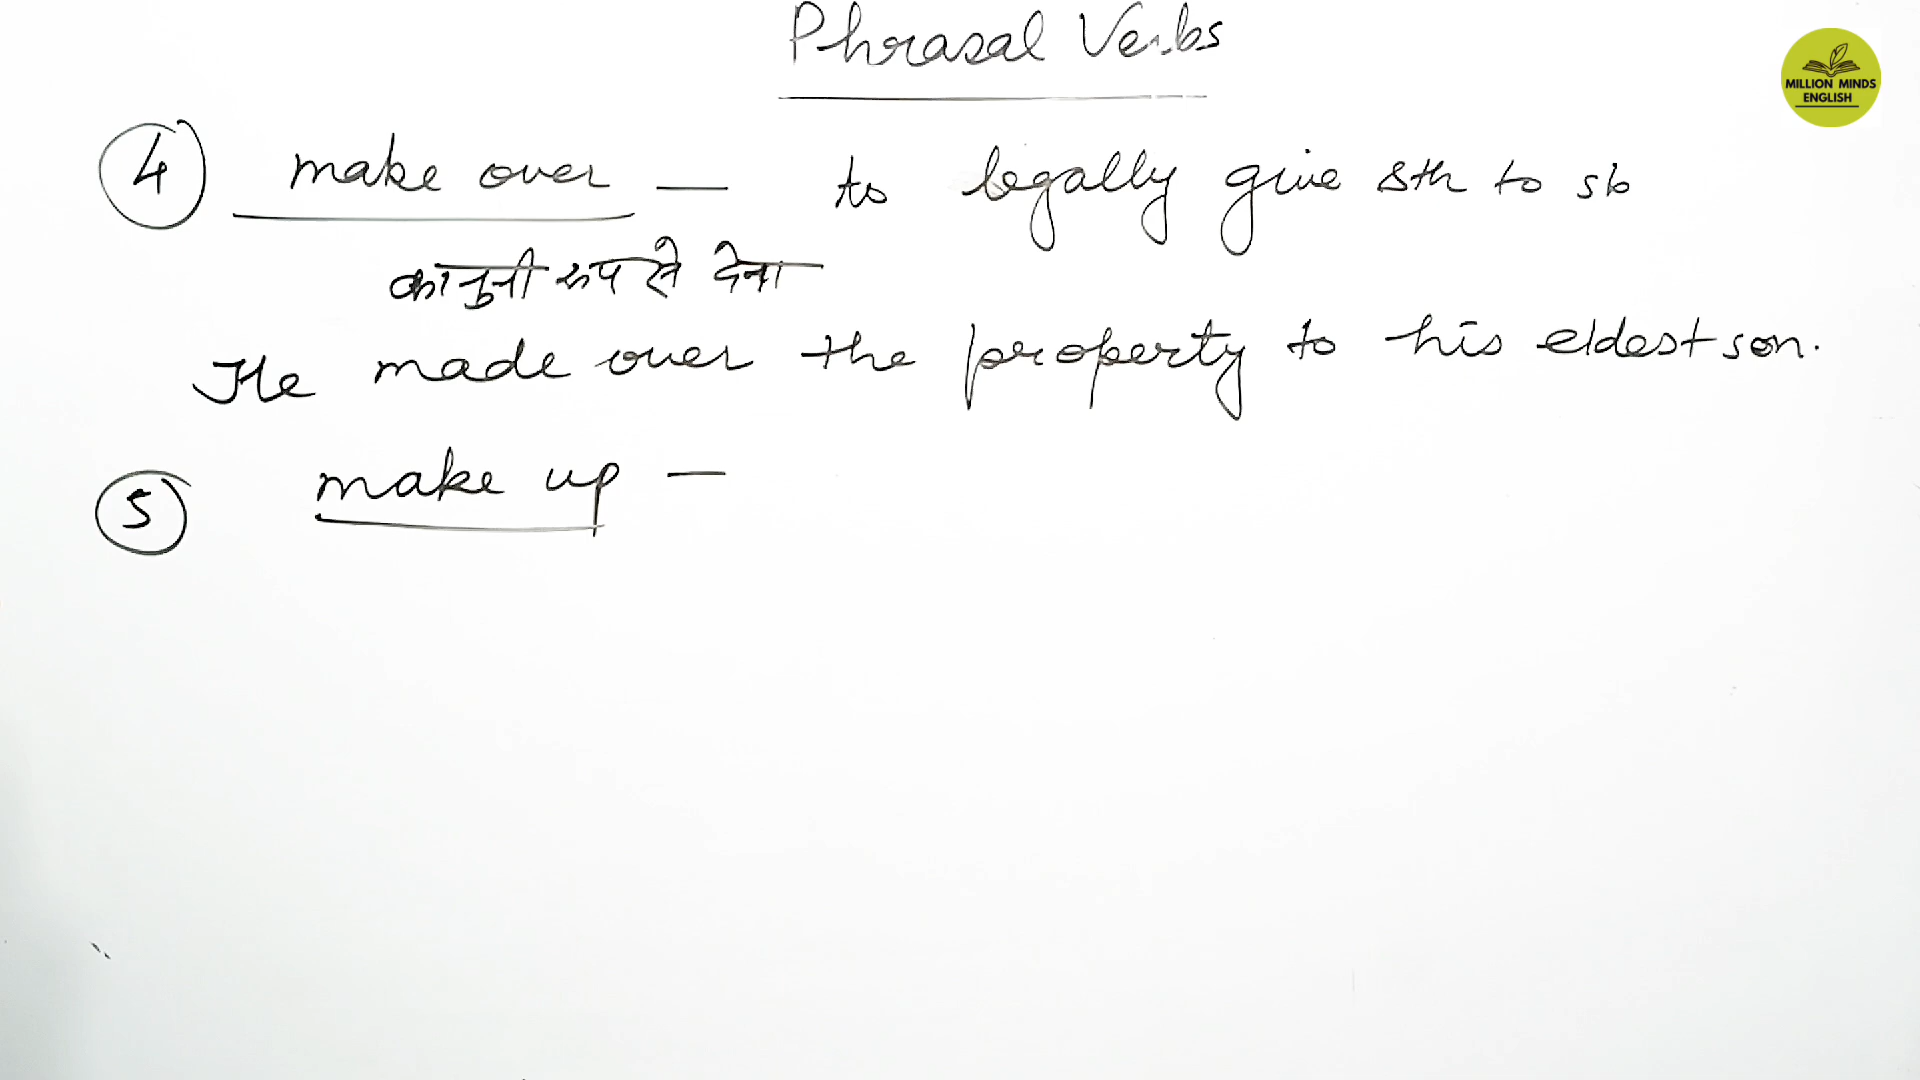 Phrasal Verbs
MILLION MINDS
ENGLISH
4 make over — to legally give sth to sb
कानुनी रुप से देना
He made over the property to his eldest son.
5 make up —